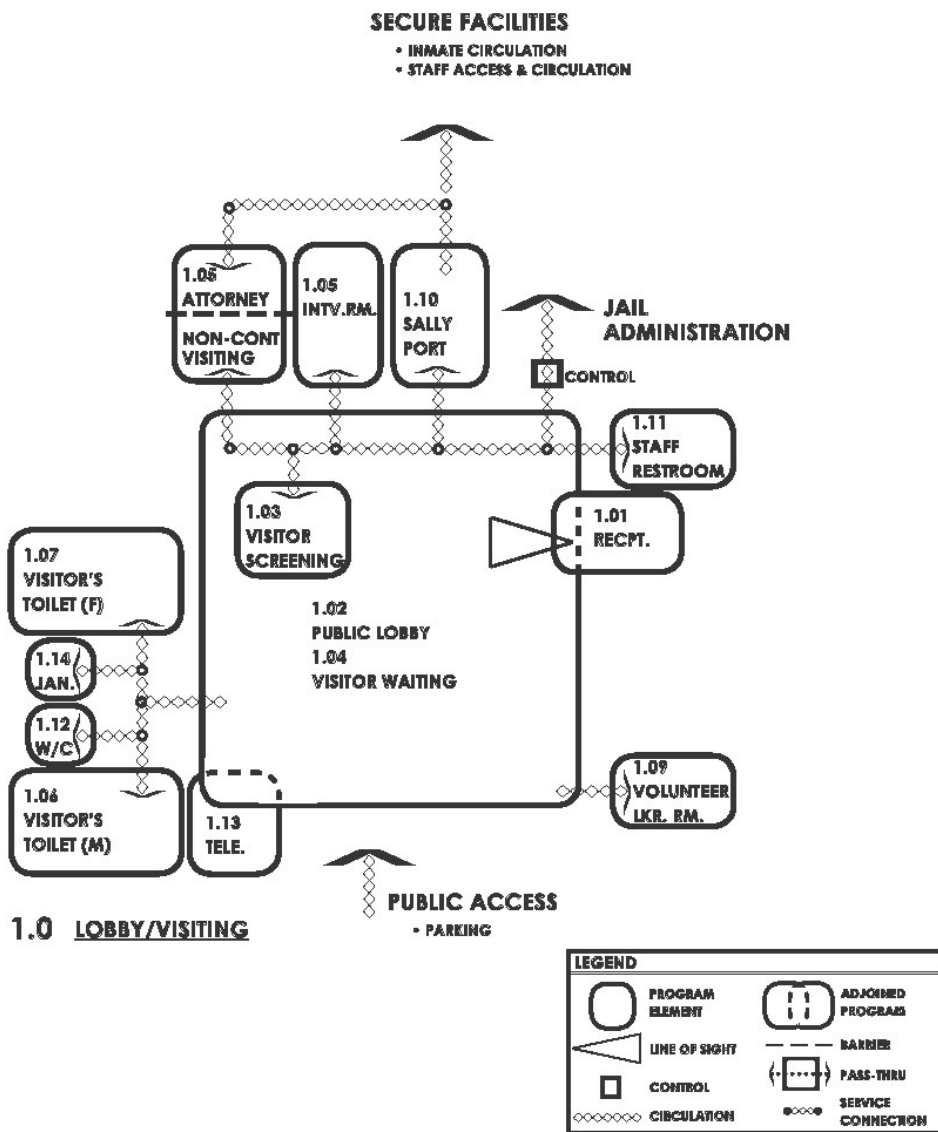 SECURE FACILITIES
• INMATE CIRCULATION
• STAFF ACCESS & CIRCULATION
1.05
ATTORNEY
NON-CONT
VISITING
1.05
INTV.RM.
1.10
SALLY
PORT
JAIL
ADMINISTRATION
CONTROL
1.11
STAFF
RESTROOM
1.03
VISITOR
SCREENING
1.01
RECPT.
1.07
VISITOR'S
TOILET (F)
1.02
PUBLIC LOBBY
1.04
VISITOR WAITING
1.14
JAN.
1.12
W/C
1.06
VISITOR'S
TOILET (M)
1.13
TELE.
1.09
VOLUNTEER
LKR. RM.
PUBLIC ACCESS
• PARKING
1.0 LOBBY/VISITING
LEGEND
PROGRAM
ELEMENT
ADJOINED
PROGRAM
LINE OF SIGHT
BARRIER
CONTROL
PASS-THRU
CIRCULATION
SERVICE
CONNECTION